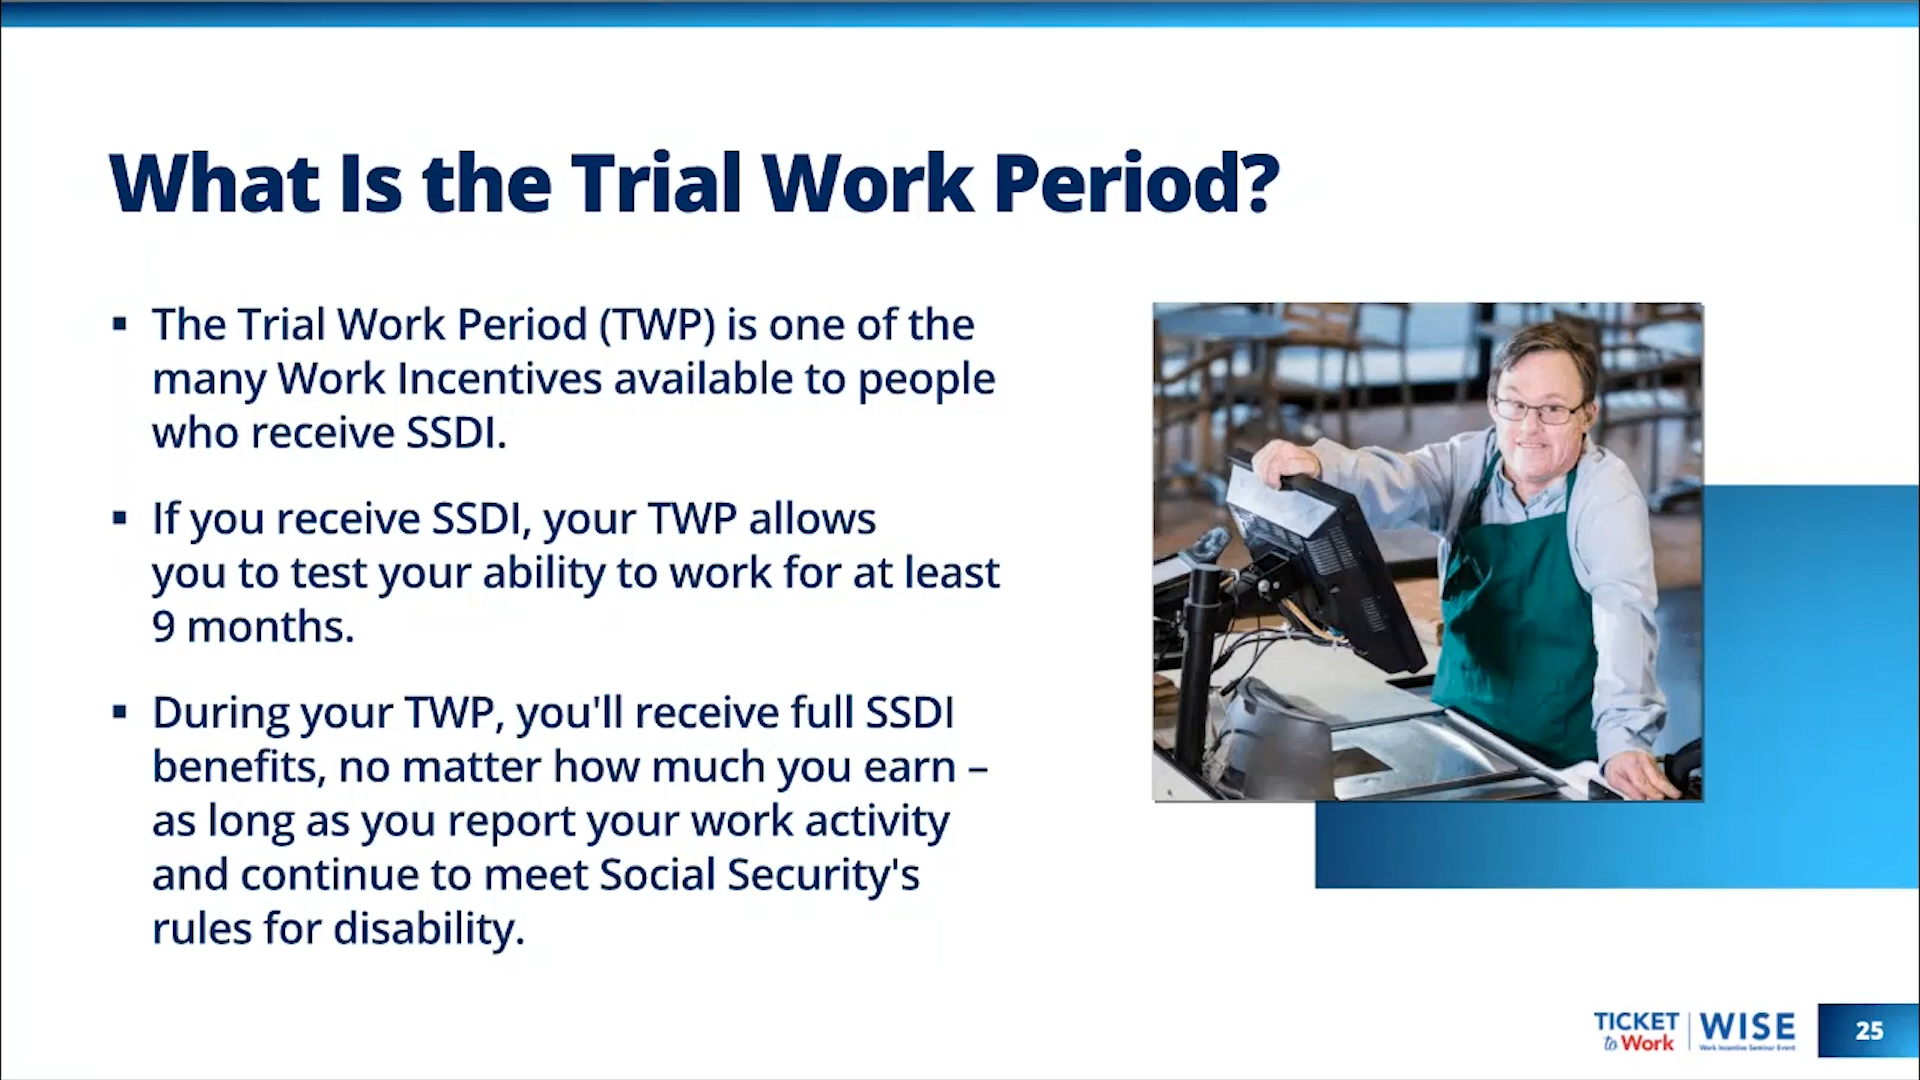 What Is the Trial Work Period?
▪ The Trial Work Period (TWP) is one of the
many Work Incentives available to people
who receive SSDI.
▪ If you receive SSDI, your TWP allows
you to test your ability to work for at least
9 months.
▪ During your TWP, you'll receive full SSDI
benefits, no matter how much you earn –
as long as you report your work activity
and continue to meet Social Security's
rules for disability.
TICKET
to Work
WISE
Work Incentive Seminar Event
25